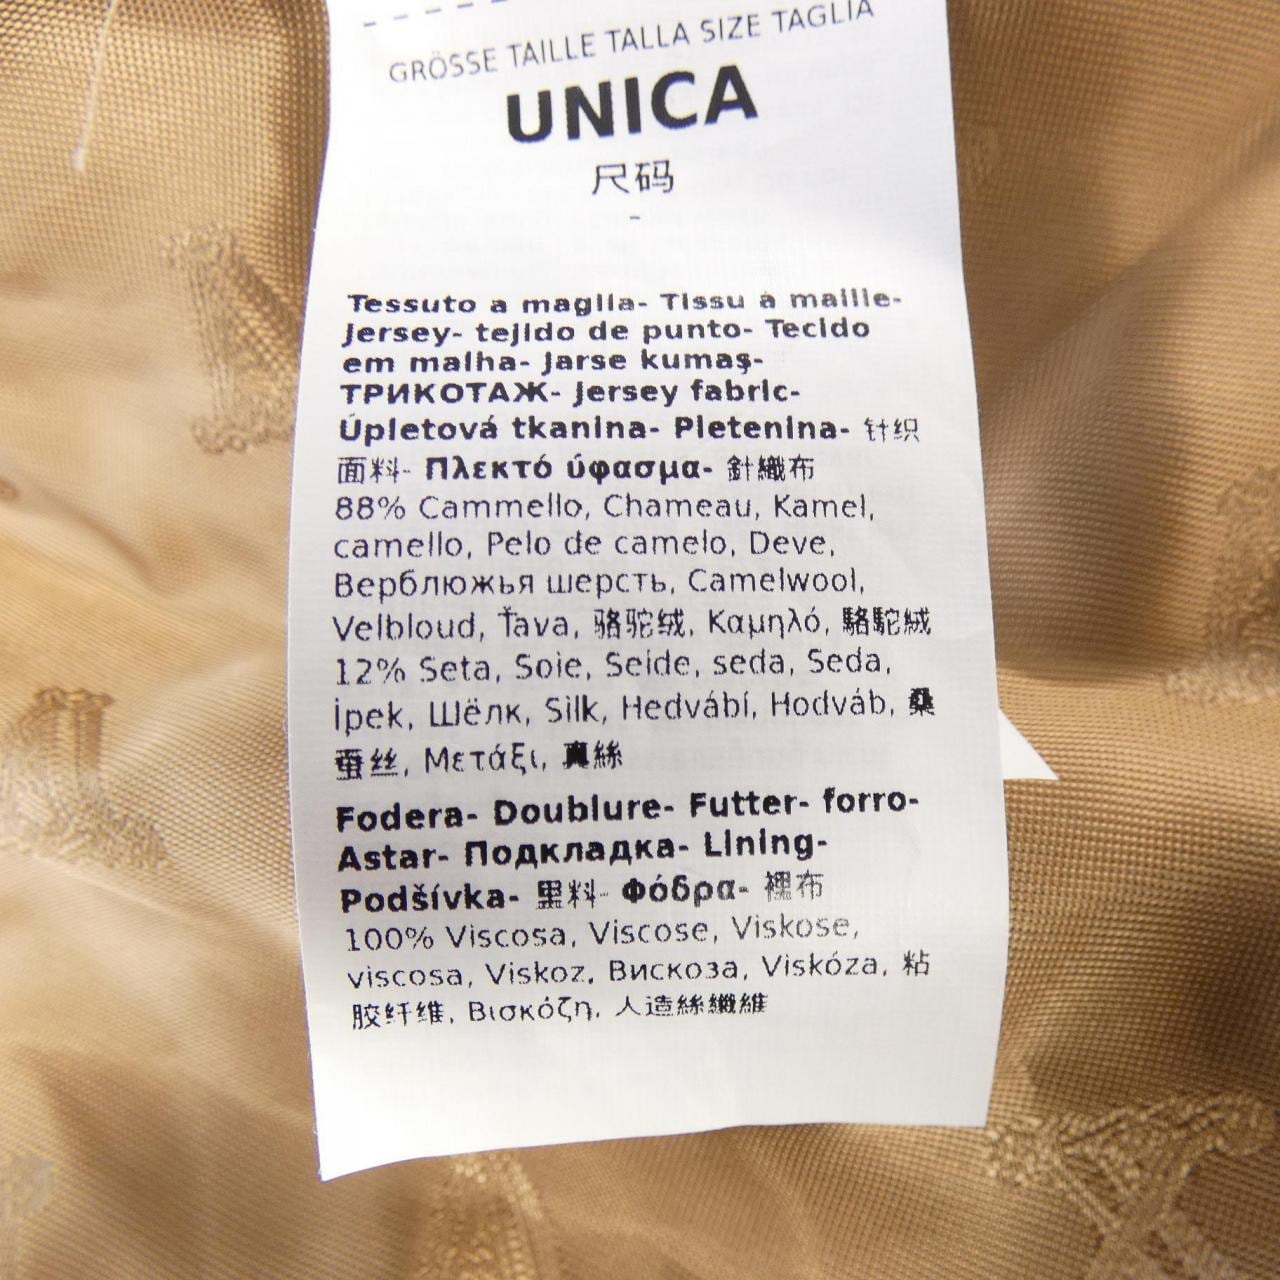 GRÖSSE TAILLE TALLA SIZE TAGLIA
UNICA
尺码
-
Tessuto a maglia- Tissu à maille-
Jersey- tejido de punto- Tecido
em malha- Jarse kumaş-
ТРИКОТАЖ- Jersey fabric-
Úpletová tkanina- Pletenina- 针织
面料- Πλεκτό ύφασμα- 針織布
88% Cammello, Chameau, Kamel,
camello, Pelo de camelo, Deve,
Верблюжья шерсть, Camelwool,
Velbloud, Ťava, 骆驼绒, Καμηλό, 駱駝絨
12% Seta, Soie, Seide, seda, Seda,
İpek, Шёлк, Silk, Hedvábí, Hodváb, 桑
蚕丝, Μετάξι, 真絲
Fodera- Doublure- Futter- forro-
Astar- Подкладка- Lining-
Podšívka- 里料- Φόδρα- 裡布
100% Viscosa, Viscose, Viskose,
viscosa, Viskoz, Вискоза, Viskóza, 粘
胶纤维, Βισκόζη, 人造絲纖維